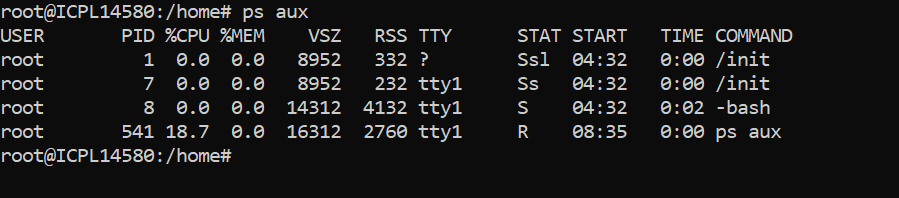 root@ICPL14580:/home# ps aux
USER       PID %CPU %MEM    VSZ   RSS TTY      STAT START   TIME COMMAND
root         1  0.0  0.0   8952   332 ?        Ssl  04:32   0:00 /init
root         7  0.0  0.0   8952   232 tty1     Ss   04:32   0:00 /init
root         8  0.0  0.0  14312  4132 tty1     S    04:32   0:02 -bash
root       541 18.7  0.0  16312  2760 tty1     R    08:35   0:00 ps aux
root@ICPL14580:/home#